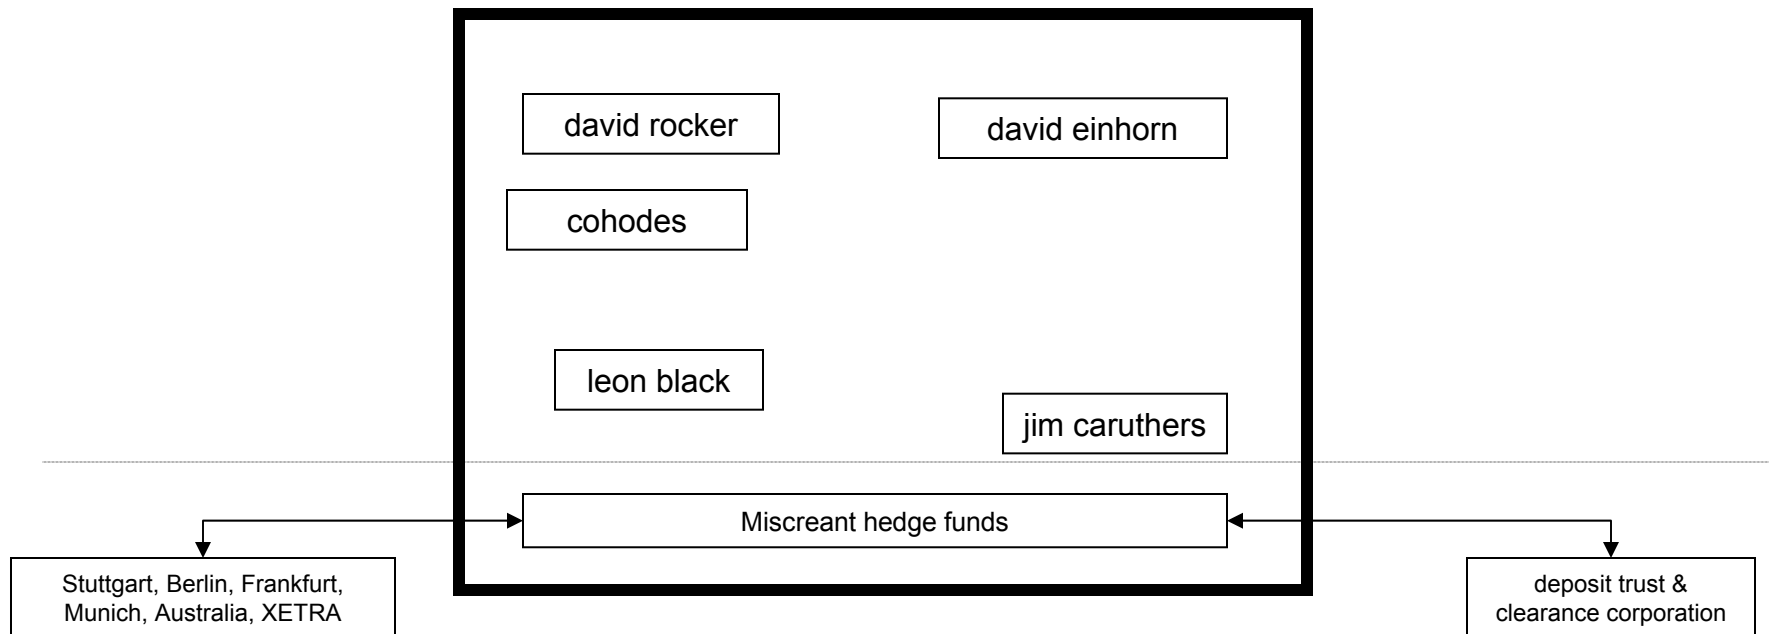 david rocker
david einhorn
cohodes
leon black
jim caruthers
Miscreant hedge funds
Stuttgart, Berlin, Frankfurt,
Munich, Australia, XETRA
deposit trust &
clearance corporation